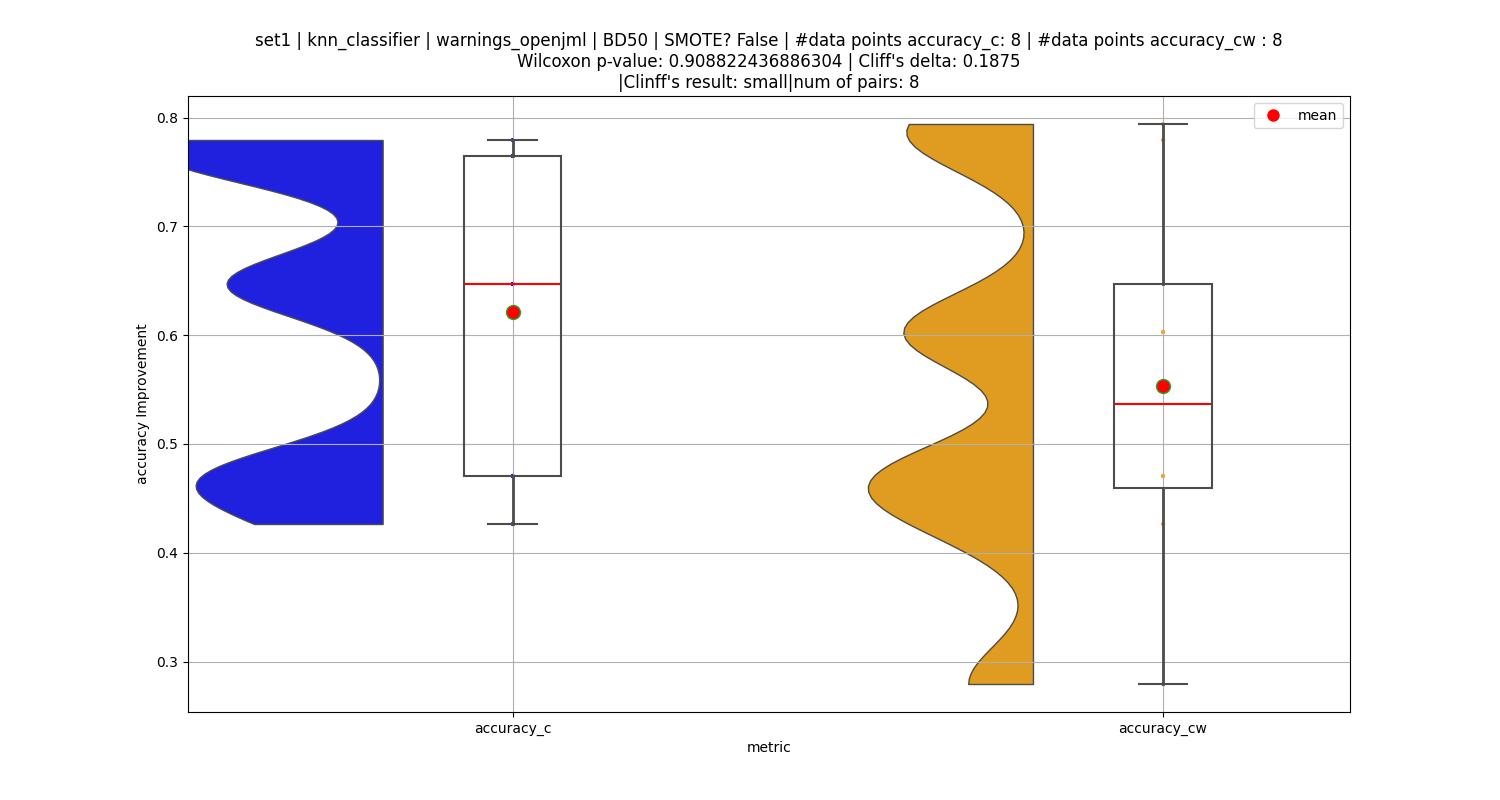 set1 | knn_classifier | warnings_openjml | BD50 | SMOTE? False | #data points accuracy_c: 8 | #data points accuracy_cw : 8
Wilcoxon p-value: 0.908822436886304 | Cliff's delta: 0.1875
|Clinff's result: small|num of pairs: 8
mean
0.8
0.7
0.6
0.5
0.4
0.3
accuracy Improvement
accuracy_c
accuracy_cw
metric